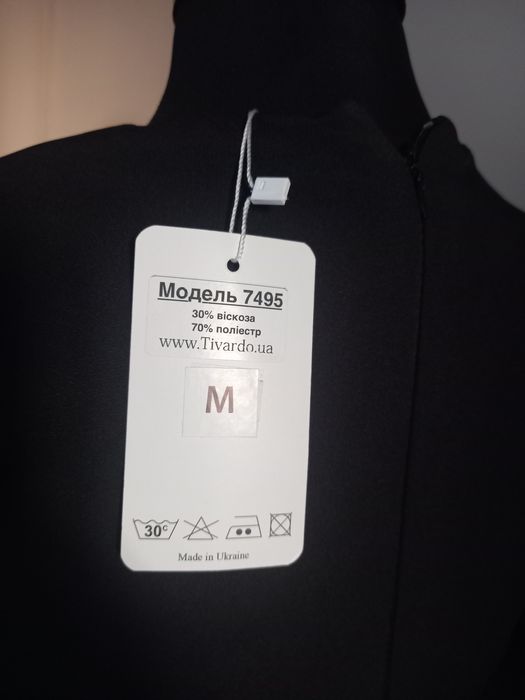 Модель 7495
30% віскоза
70% поліестр
www.Tivardo.ua
M
30°
Made in Ukraine